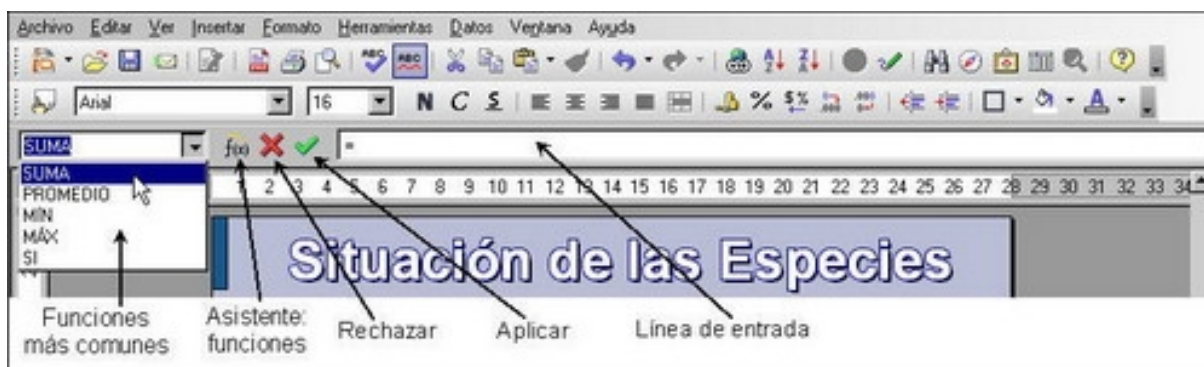 Archivo Editar Ver Insertar Formato Herramientas Datos Ventana Ayuda
ABC ABC
Arial 16 N C S % $%
SUMA f(x) =
SUMA
PROMEDIO
MÍN
MÁX
SI
1 2 3 4 5 6 7 8 9 10 11 12 13 14 15 16 17 18 19 20 21 22 23 24 25 26 27 28 29 30 31 32 33 34
Situación de las Especies
Funciones más comunes
Asistente: funciones
Rechazar
Aplicar
Línea de entrada